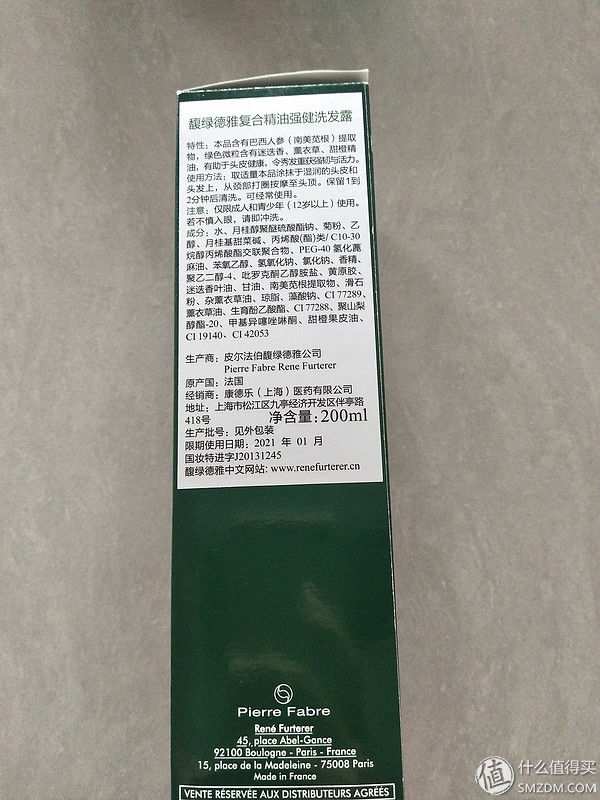 馥绿德雅复合精油强健洗发露
特性：本品含有巴西人参（南美苋根）提取
物，绿色微粒含有迷迭香、薰衣草、甜橙精
油，有助于头皮健康，令秀发重获强韧与活力。
使用方法：取适量本品涂抹于湿润的头皮和
头发上，从颈部打圈按摩至头顶。保留1到
2分钟后清洗。可经常使用。
注意：仅限成人和青少年（12岁以上）使用。
若不慎入眼，请即冲洗。
成分：水、月桂醇聚醚硫酸酯钠、菊粉、乙
醇、月桂基甜菜碱、丙烯酸(酯)类/ C10-30
烷醇丙烯酸酯交联聚合物、PEG-40 氢化蓖
麻油、苯氧乙醇、氢氧化钠、氯化钠、香精、
聚乙二醇-4、吡罗克酮乙醇胺盐、黄原胶、
迷迭香叶油、甘油、南美苋根提取物、滑石
粉、杂薰衣草油、琼脂、藻酸钠、CI 77289、
薰衣草油、生育酚乙酸酯、CI 77288、聚山梨
醇酯-20、甲基异噻唑啉酮、甜橙果皮油、
CI 19140、CI 42053
生产商：皮尔法伯馥绿德雅公司
Pierre Fabre Rene Furterer
原产国：法国
经销商：康德乐（上海）医药有限公司
地址：上海市松江区九亭经济开发区伴亭路
418号 净含量：200ml
生产批号：见外包装
限期使用日期：2021 年 01 月
国妆特进字J20131245
馥绿德雅中文网站: www.renefurterer.cn
Pierre Fabre
René Furterer
45, place Abel-Gance
92100 Boulogne - Paris - France
15, place de la Madeleine - 75008 Paris
Made in France
VENTE RÉSERVÉE AUX DISTRIBUTEURS AGRÉÉS
值 什么值得买
SMZDM.COM